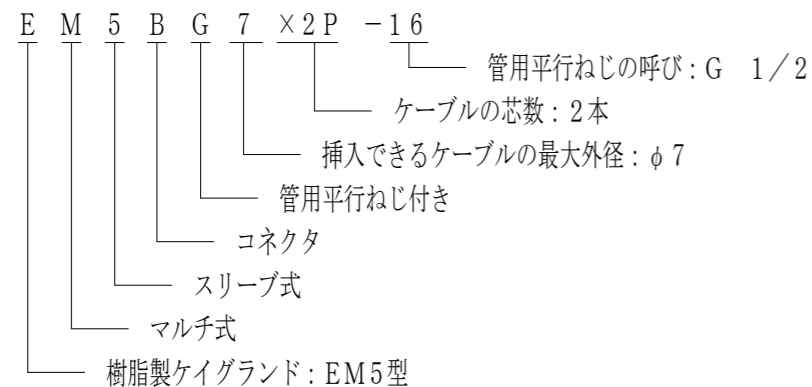 ＥＭ５ＢＧ７×２Ｐ－１６
管用平行ねじの呼び：Ｇ　１／２
ケーブルの芯数：２本
挿入できるケーブルの最大外径：φ７
管用平行ねじ付き
コネクタ
スリーブ式
マルチ式
樹脂製ケイグランド：ＥＭ５型